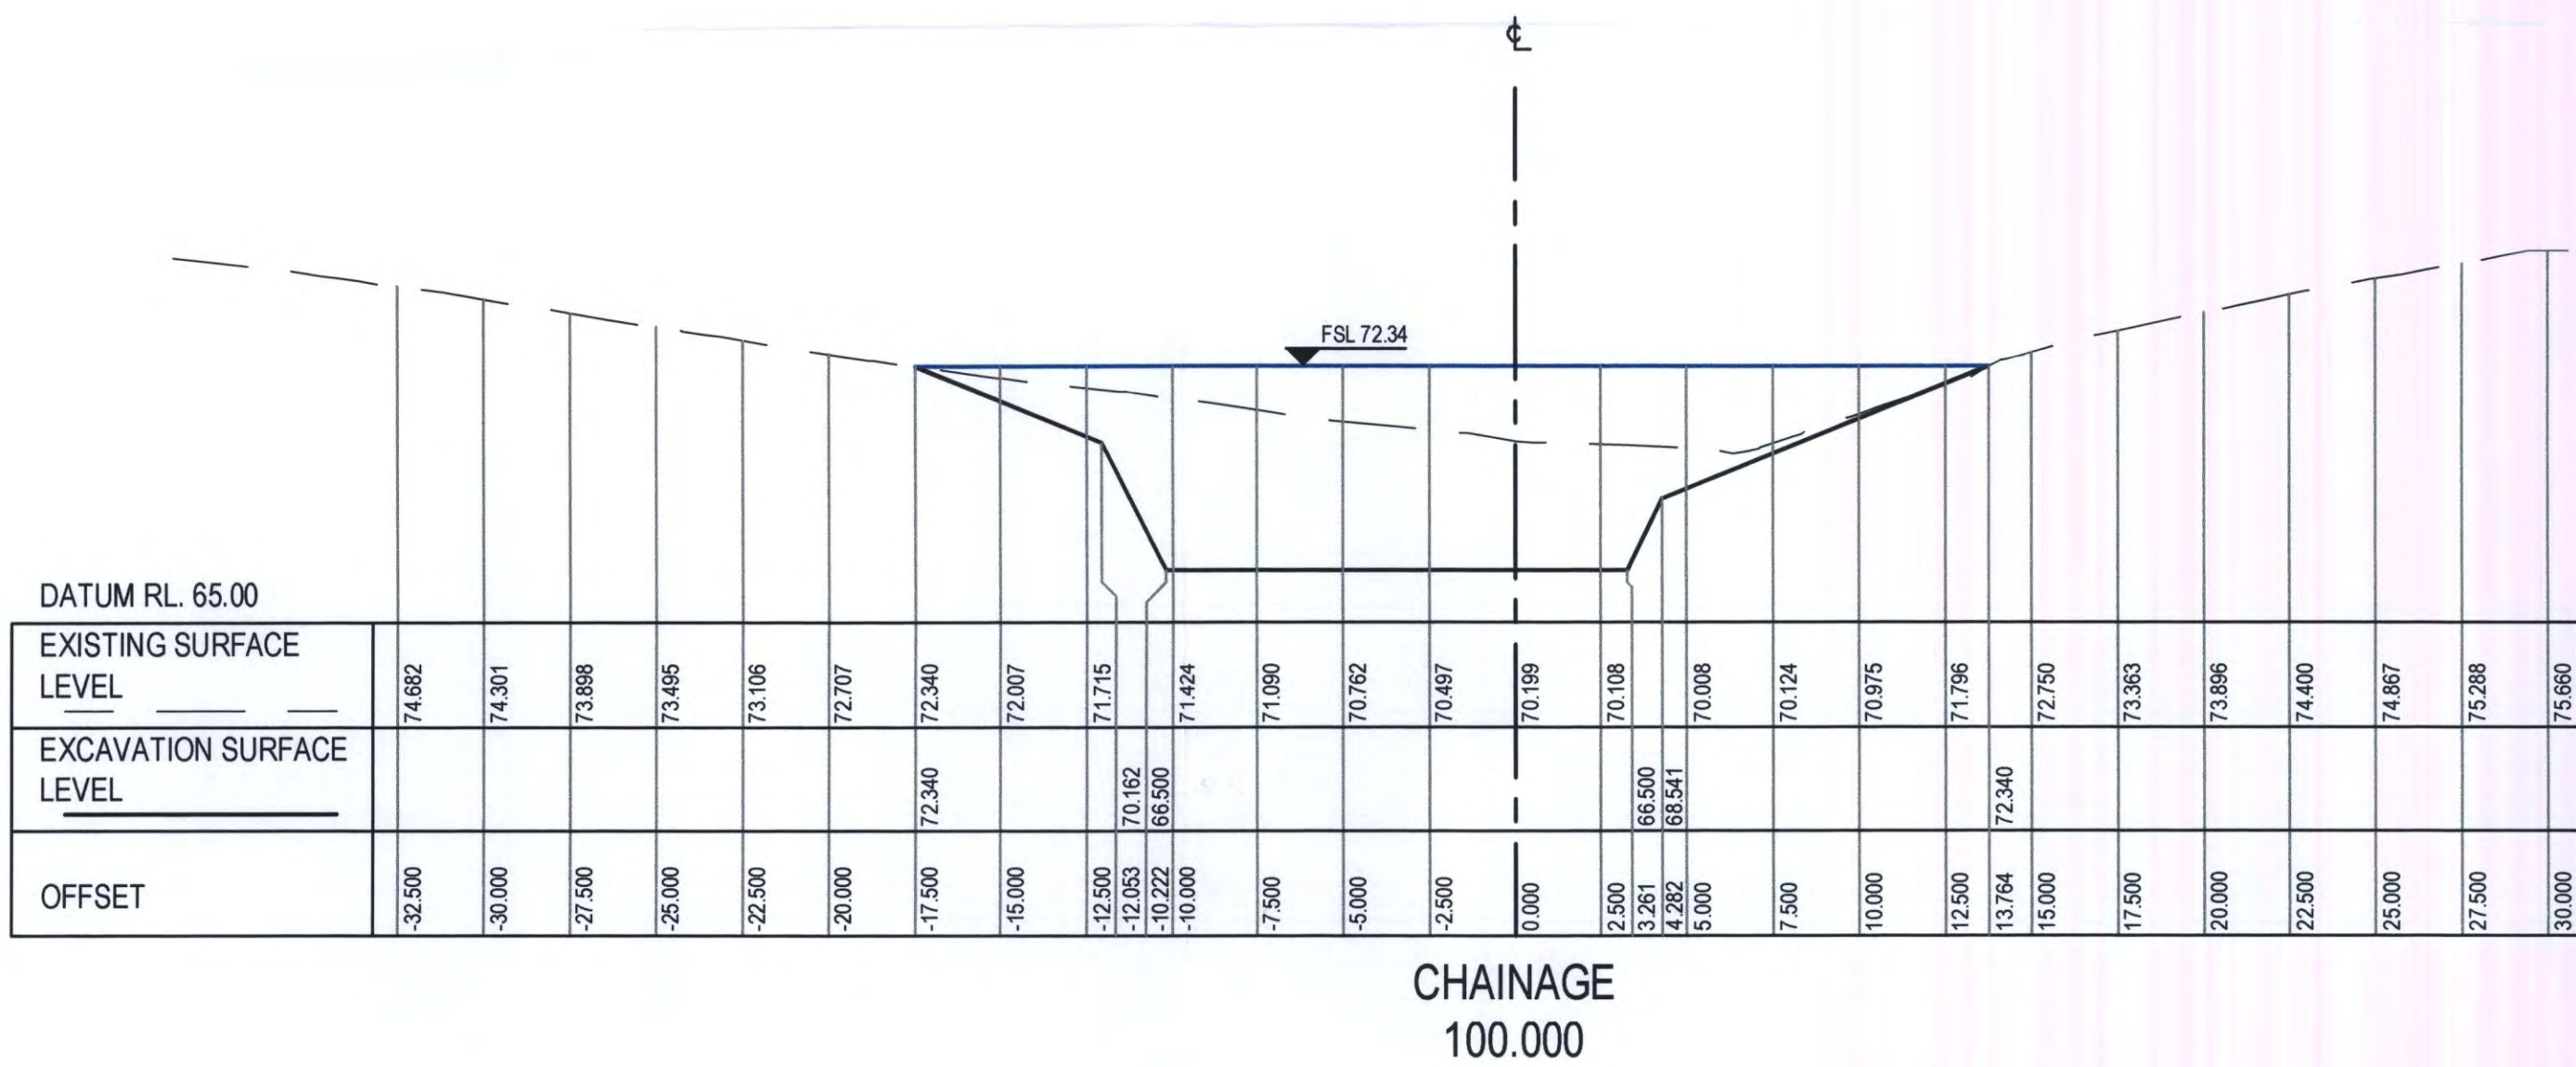 ℄
FSL 72.34
DATUM RL. 65.00
EXISTING SURFACE
LEVEL
74.682 74.301 73.898 73.495 73.106 72.707 72.340 72.007 71.715 71.424 71.090 70.762 70.497 70.199 70.108 70.008 70.124 70.975 71.796 72.750 73.363 73.896 74.400 74.867 75.288 75.660
EXCAVATION SURFACE
LEVEL
72.340 70.162 66.500 66.500 68.541 72.340
OFFSET
-32.500 -30.000 -27.500 -25.000 -22.500 -20.000 -17.500 -15.000 -12.500 -12.053 -10.222 -10.000 -7.500 -5.000 -2.500 0.000 2.500 3.261 4.282 5.000 7.500 10.000 12.500 13.764 15.000 17.500 20.000 22.500 25.000 27.500 30.000
CHAINAGE
100.000